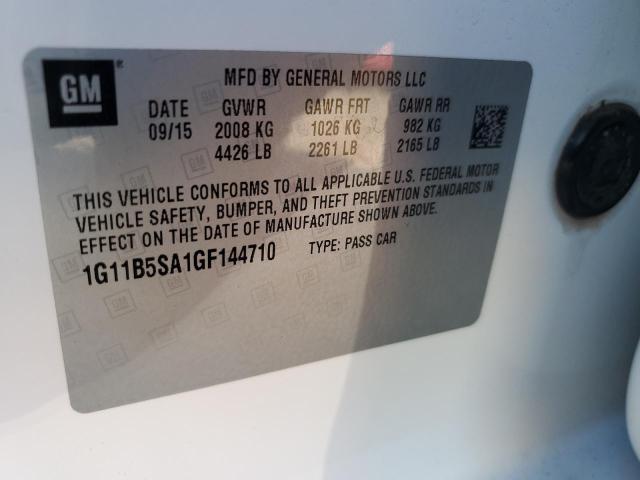 GM ®
MFD BY GENERAL MOTORS LLC
DATE GVWR GAWR FRT GAWR RR
09/15 2008 KG 1026 KG 982 KG
4426 LB 2261 LB 2165 LB
THIS VEHICLE CONFORMS TO ALL APPLICABLE U.S. FEDERAL MOTOR
VEHICLE SAFETY, BUMPER, AND THEFT PREVENTION STANDARDS IN
EFFECT ON THE DATE OF MANUFACTURE SHOWN ABOVE.
1G11B5SA1GF144710 TYPE: PASS CAR